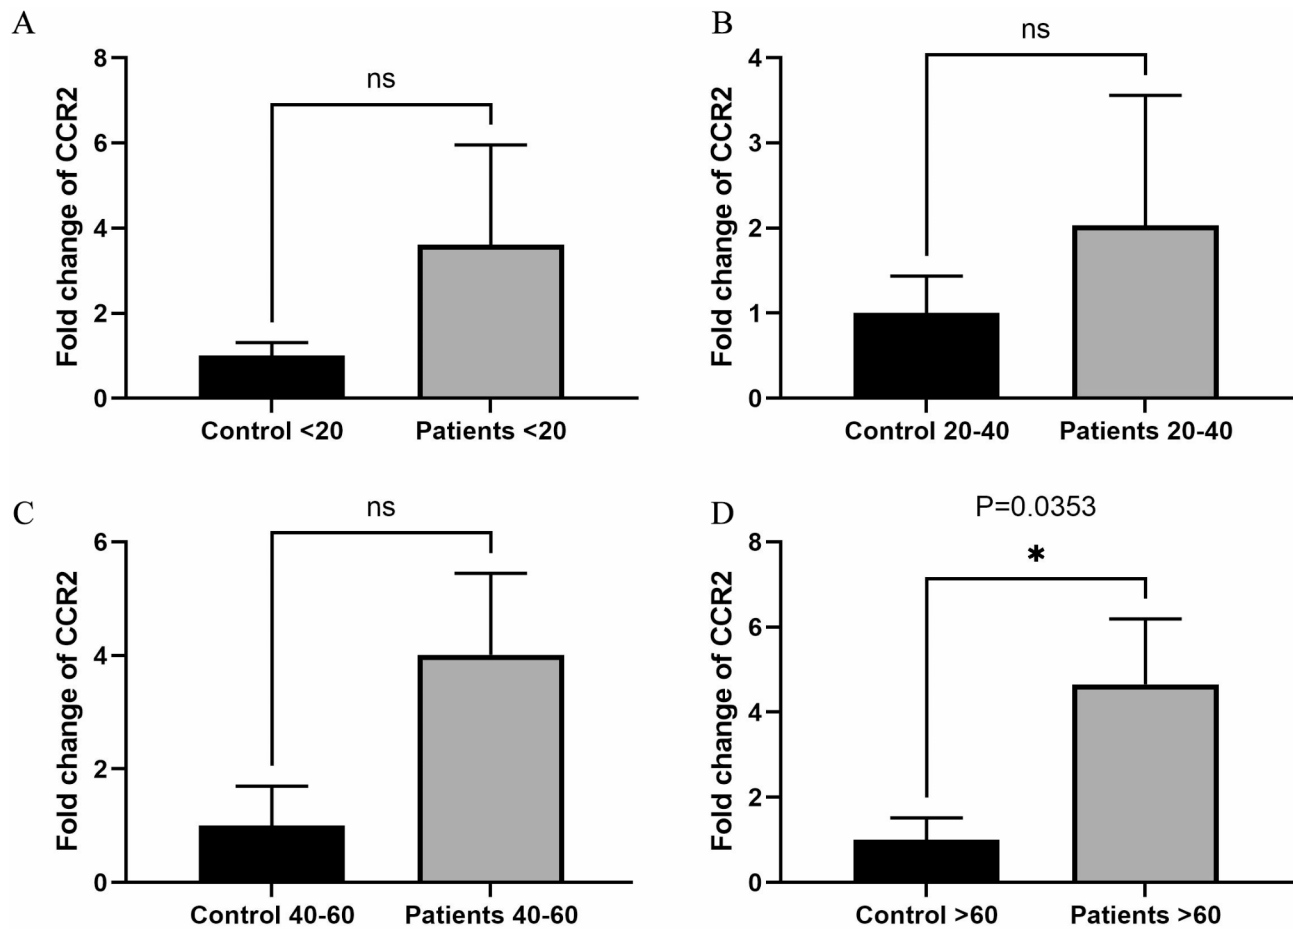 A
ns
Fold change of CCR2
8
6
4
2
0
Control <20
Patients <20
B
ns
Fold change of CCR2
4
3
2
1
0
Control 20-40
Patients 20-40
C
ns
Fold change of CCR2
6
4
2
0
Control 40-60
Patients 40-60
D
P=0.0353
*
Fold change of CCR2
8
6
4
2
0
Control >60
Patients >60